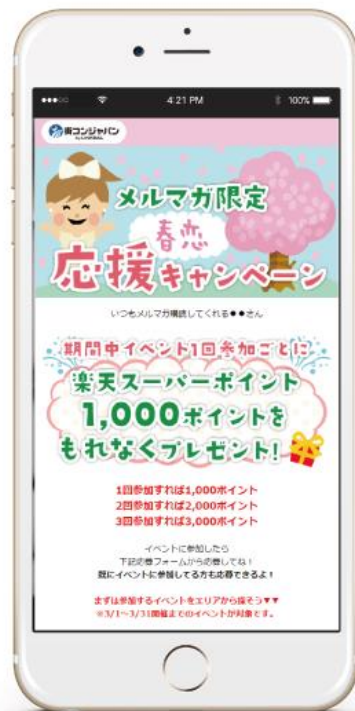 4:21 PM
100%
街コンジャパン
メルマガ限定
春恋
応援キャンペーン
いつもメルマガ購読してくれる●●さん
期間中イベント1回参加ごとに
楽天スーパーポイント
1,000ポイントを
もれなくプレゼント!
1回参加すれば1,000ポイント
2回参加すれば2,000ポイント
3回参加すれば3,000ポイント
イベントに参加したら
下記応募フォームから応募してね!
既にイベントに参加してる方も応募できるよ!
まずは参加するイベントをエリアから探そう▼▼
※3/1~3/31開催までのイベントが対象です。